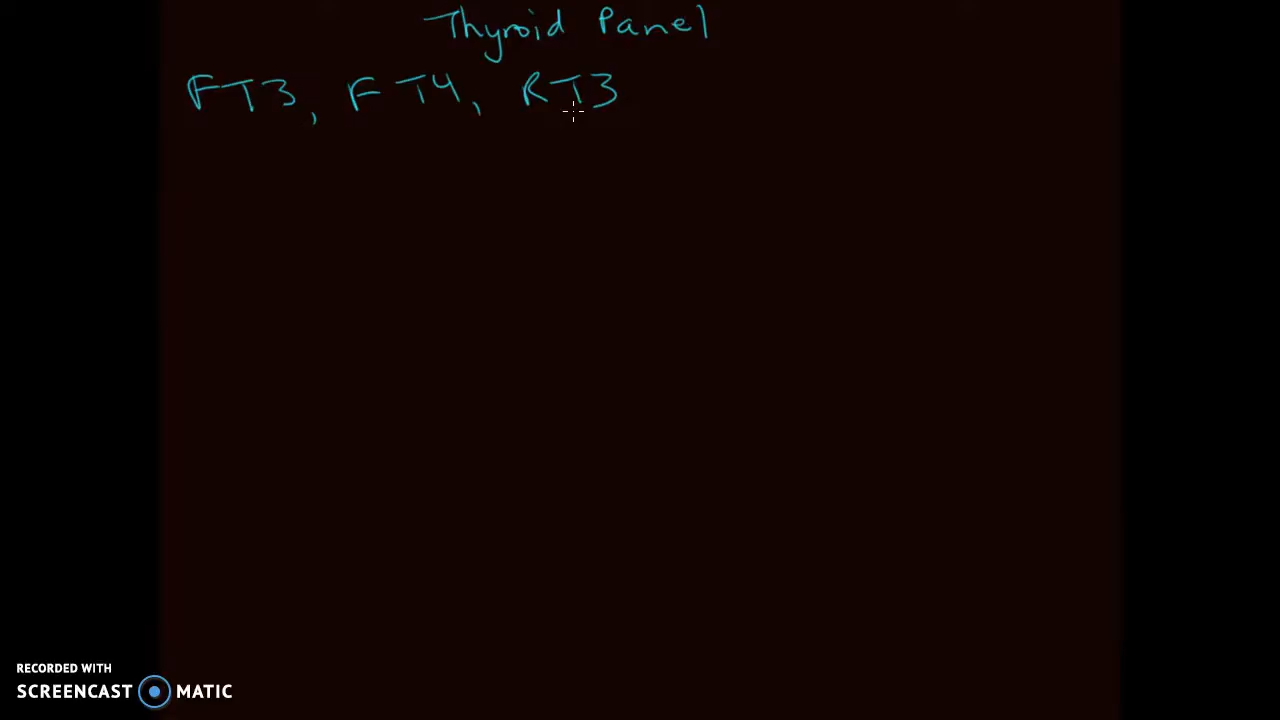 Thyroid Panel
FT3, FT4, RT3
RECORDED WITH
SCREENCAST MATIC